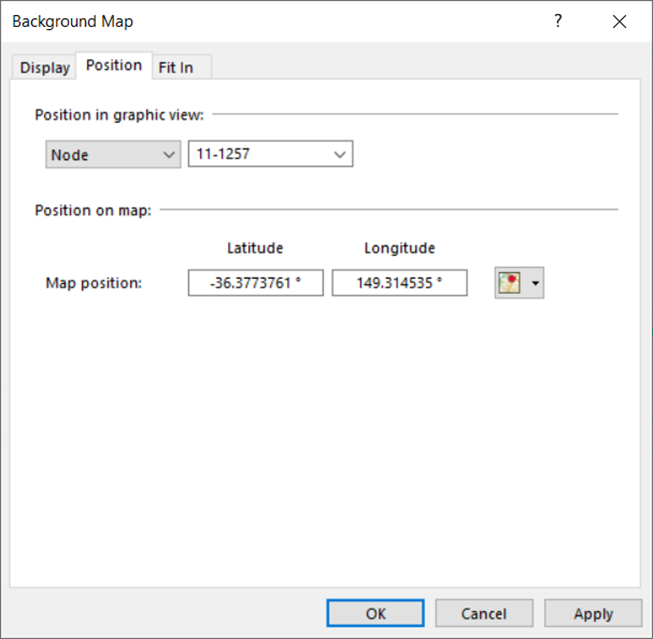 Background Map ?
Display Position Fit In
Position in graphic view:
Node 11-1257
Position on map:
Latitude Longitude
Map position: -36.3773761 ° 149.314535 °
OK Cancel Apply